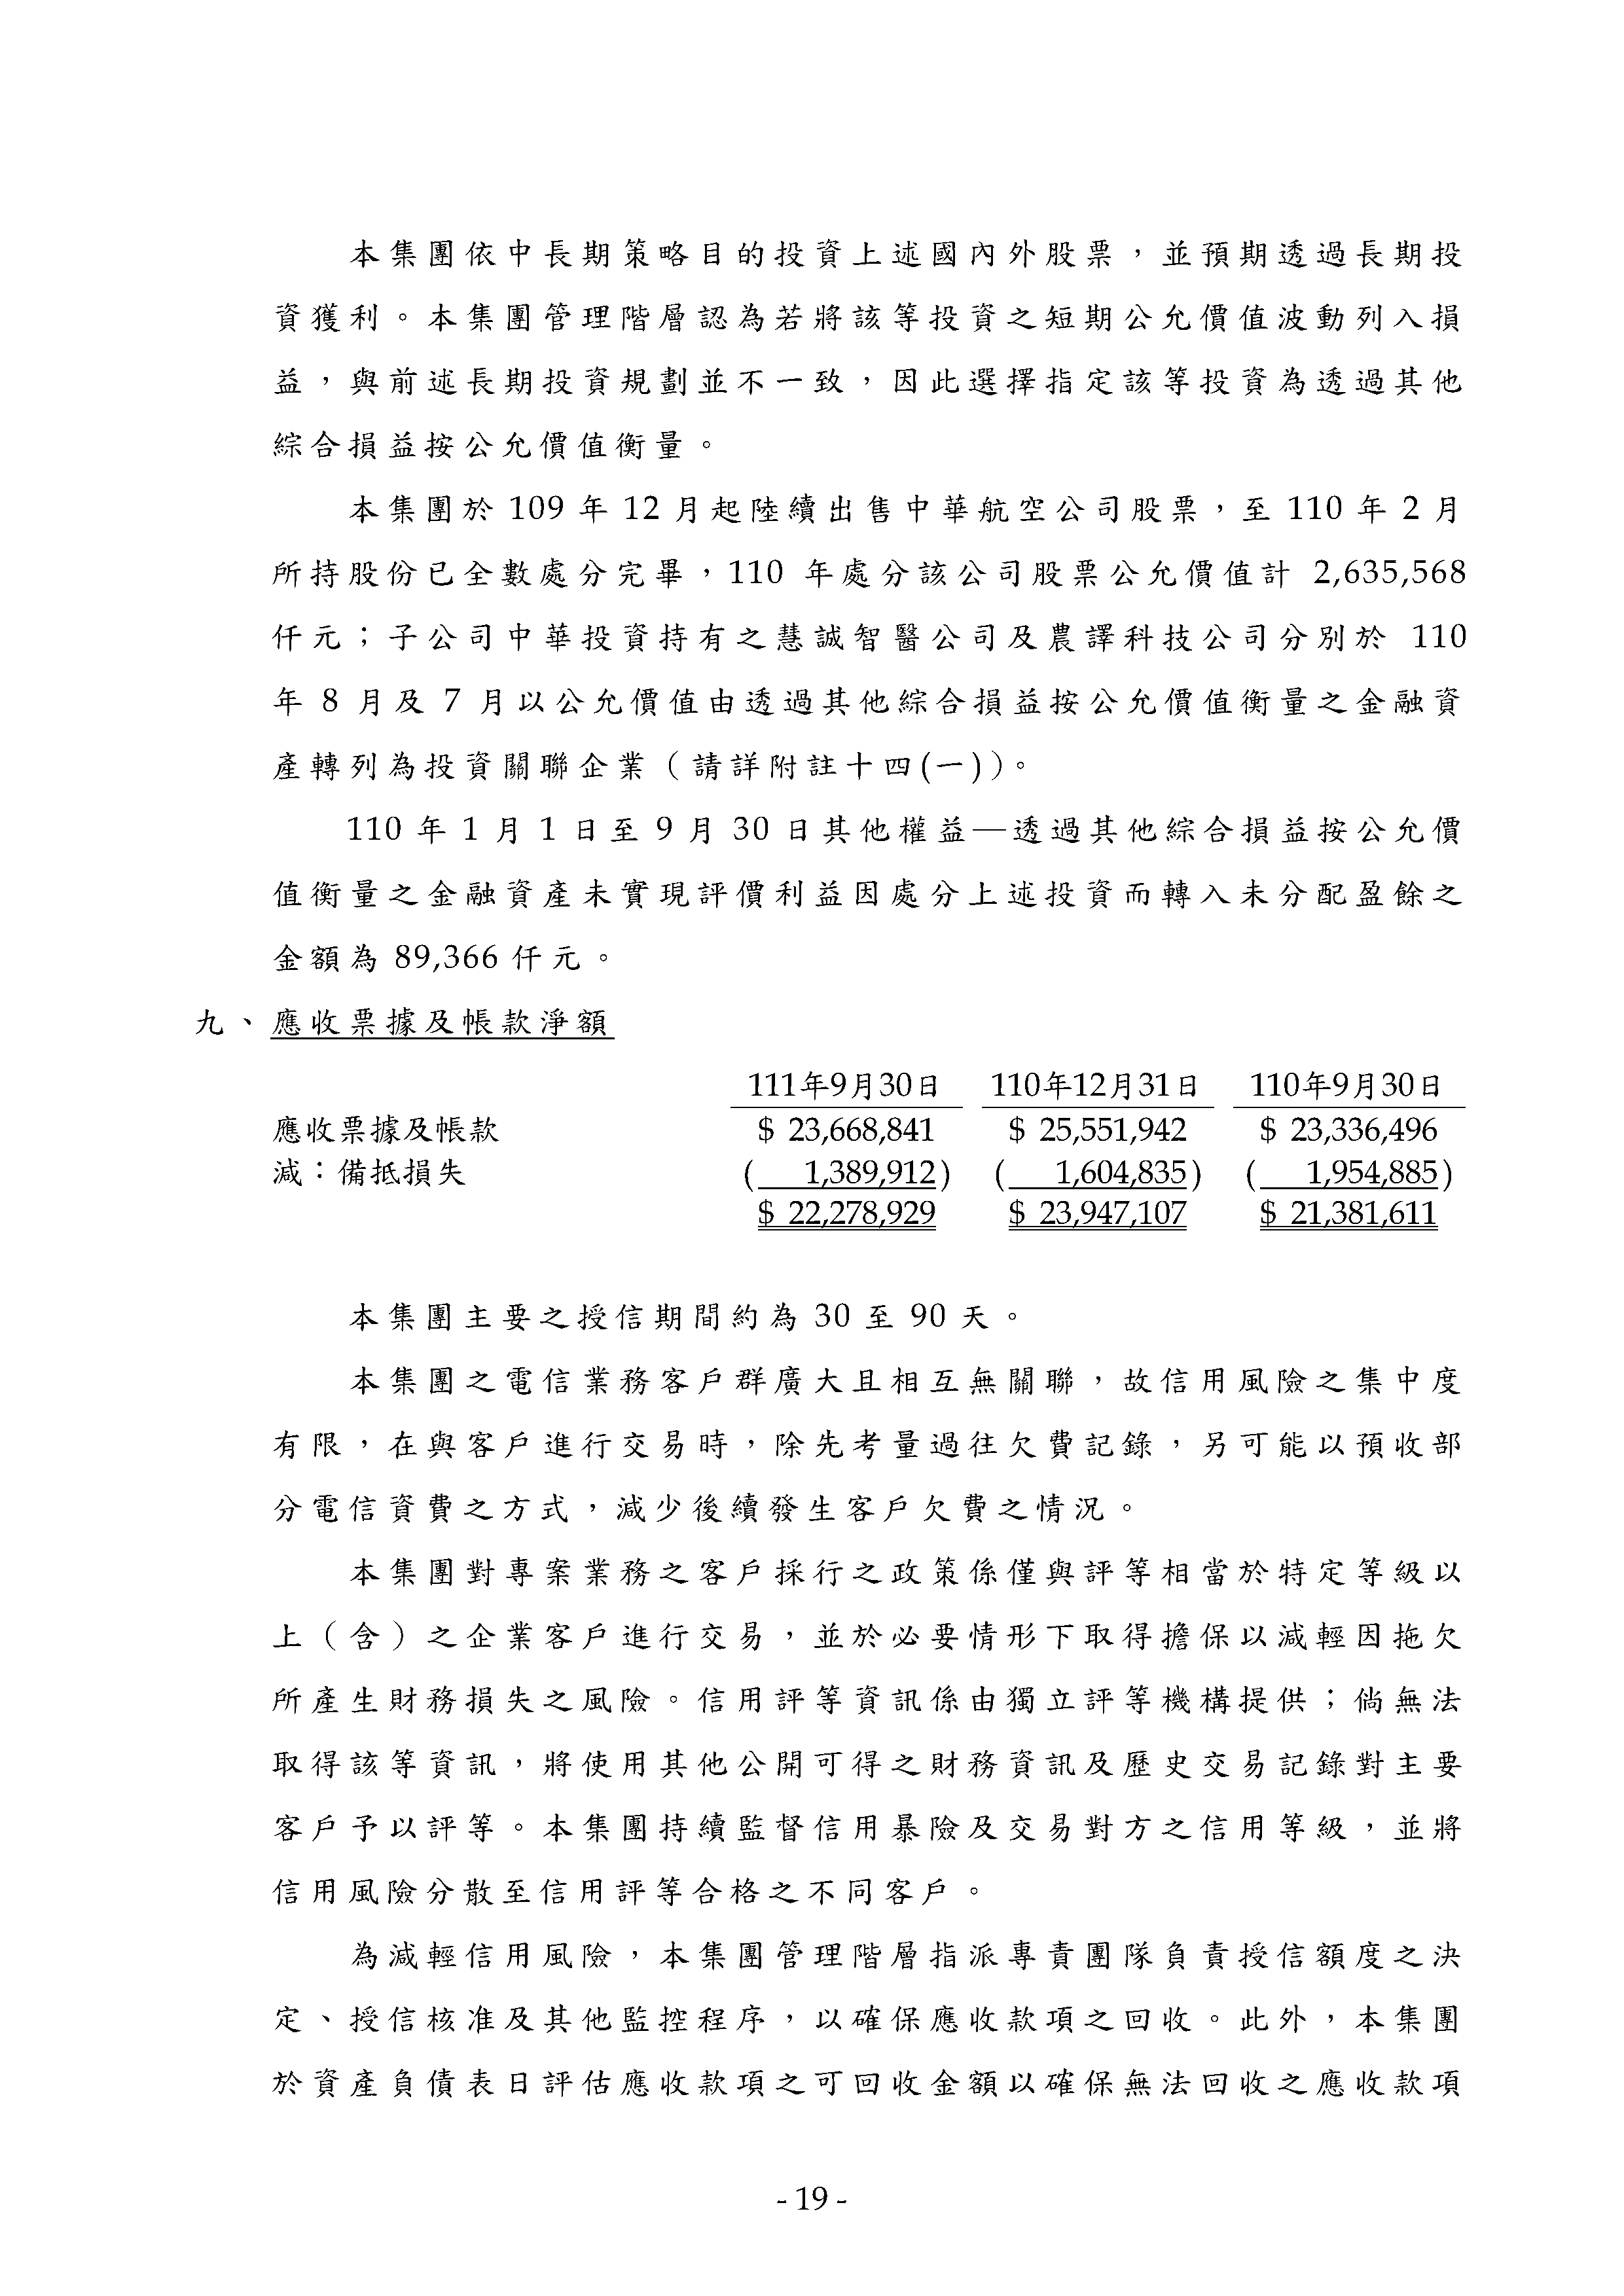 本集團依中長期策略目的投資上述國內外股票，並預期透過長期投
資獲利。本集團管理階層認為若將該等投資之短期公允價值波動列入損
益，與前述長期投資規劃並不一致，因此選擇指定該等投資為透過其他
綜合損益按公允價值衡量。
本集團於 109 年 12 月起陸續出售中華航空公司股票，至 110 年 2 月
所持股份已全數處分完畢，110 年處分該公司股票公允價值計 2,635,568
仟元；子公司中華投資持有之慧誠智醫公司及農譯科技公司分別於 110
年 8 月及 7 月以公允價值由透過其他綜合損益按公允價值衡量之金融資
產轉列為投資關聯企業（請詳附註十四(一)）。
110 年 1 月 1 日至 9 月 30 日其他權益—透過其他綜合損益按公允價
值衡量之金融資產未實現評價利益因處分上述投資而轉入未分配盈餘之
金額為 89,366 仟元。
九、應收票據及帳款淨額
111年9月30日 110年12月31日 110年9月30日
應收票據及帳款 $ 23,668,841 $ 25,551,942 $ 23,336,496
減：備抵損失 ( 1,389,912) ( 1,604,835) ( 1,954,885)
$ 22,278,929 $ 23,947,107 $ 21,381,611
本集團主要之授信期間約為 30 至 90 天。
本集團之電信業務客戶群廣大且相互無關聯，故信用風險之集中度
有限，在與客戶進行交易時，除先考量過往欠費記錄，另可能以預收部
分電信資費之方式，減少後續發生客戶欠費之情況。
本集團對專案業務之客戶採行之政策係僅與評等相當於特定等級以
上（含）之企業客戶進行交易，並於必要情形下取得擔保以減輕因拖欠
所產生財務損失之風險。信用評等資訊係由獨立評等機構提供；倘無法
取得該等資訊，將使用其他公開可得之財務資訊及歷史交易記錄對主要
客戶予以評等。本集團持續監督信用暴險及交易對方之信用等級，並將
信用風險分散至信用評等合格之不同客戶。
為減輕信用風險，本集團管理階層指派專責團隊負責授信額度之決
定、授信核准及其他監控程序，以確保應收款項之回收。此外，本集團
於資產負債表日評估應收款項之可回收金額以確保無法回收之應收款項
- 19 -